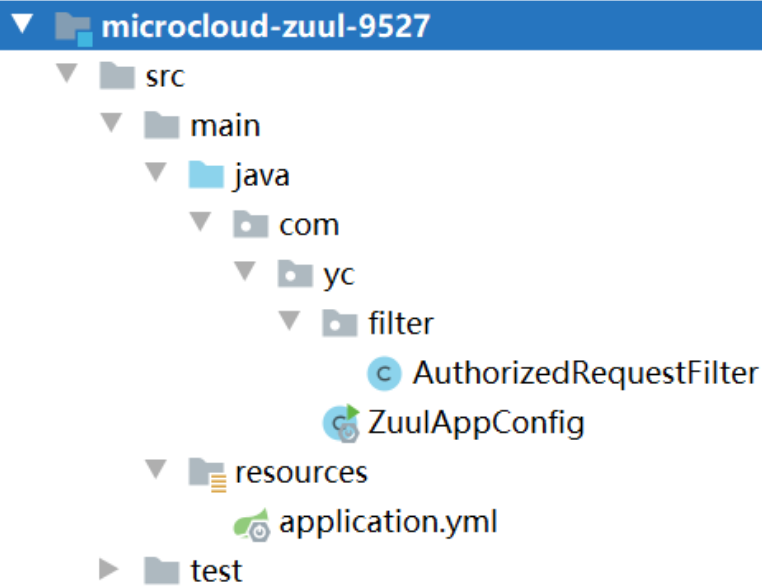 microcloud-zuul-9527
src
main
java
com
yc
filter
AuthorizedRequestFilter
ZuulAppConfig
resources
application.yml
test